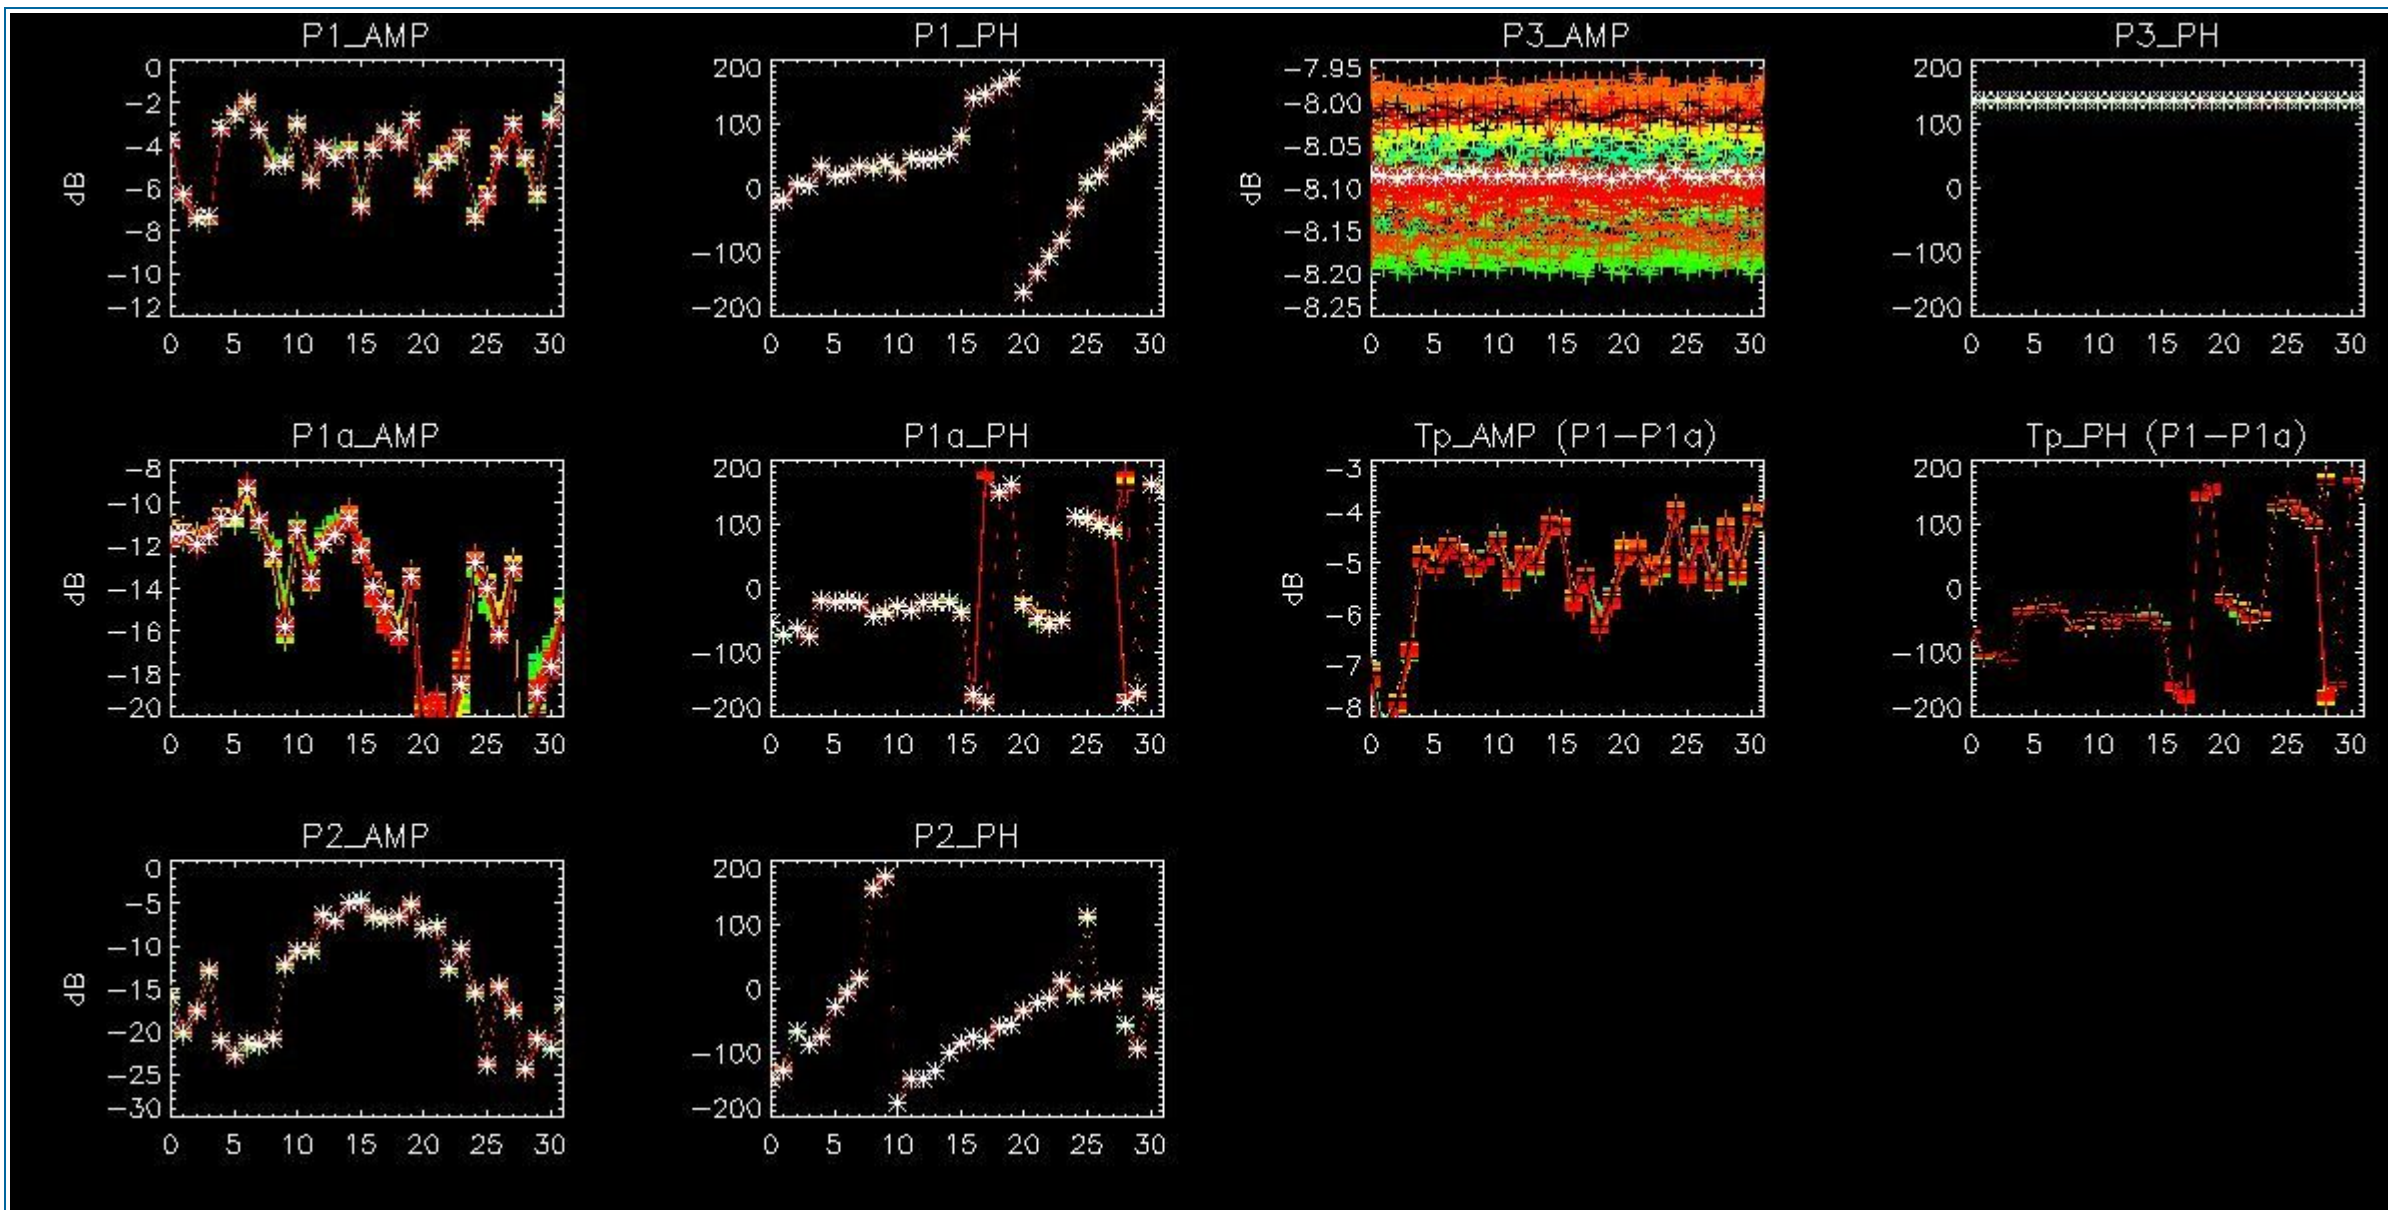 P1_AMP
0
−2
−4
−6
−8
−10
−12
dB
0 5 10 15 20 25 30
P1_PH
200
100
0
−100
−200
0 5 10 15 20 25 30
P3_AMP
−7.95
−8.00
−8.05
−8.10
−8.15
−8.20
−8.25
dB
0 5 10 15 20 25 30
P3_PH
200
100
0
−100
−200
0 5 10 15 20 25 30
P1a_AMP
−8
−10
−12
−14
−16
−18
−20
dB
0 5 10 15 20 25 30
P1a_PH
200
100
0
−100
−200
0 5 10 15 20 25 30
Tp_AMP (P1−P1a)
−3
−4
−5
−6
−7
−8
dB
0 5 10 15 20 25 30
Tp_PH (P1−P1a)
200
100
0
−100
−200
0 5 10 15 20 25 30
P2_AMP
0
−5
−10
−15
−20
−25
−30
dB
0 5 10 15 20 25 30
P2_PH
200
100
0
−100
−200
0 5 10 15 20 25 30